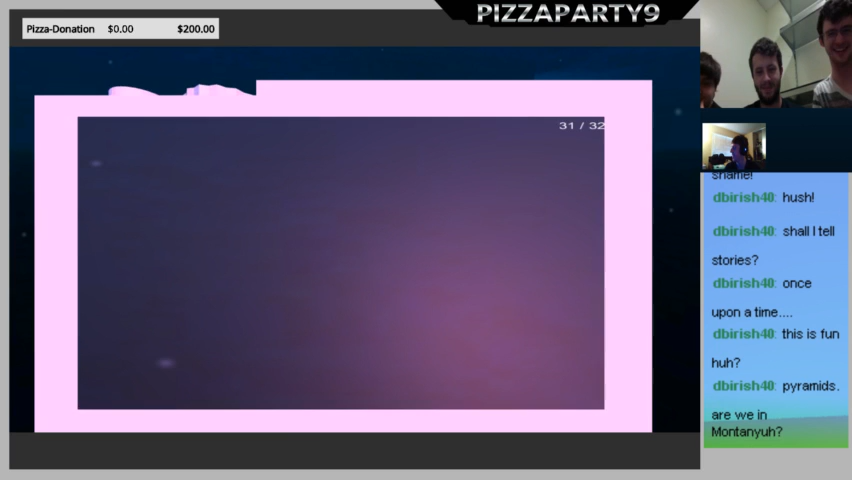 PIZZAPARTY9
Pizza-Donation $0.00 $200.00
31 / 32
shame!
dbirish40: hush!
dbirish40: shall I tell
stories?
dbirish40: once
upon a time....
dbirish40: this is fun
huh?
dbirish40: pyramids.
are we in
Montanyuh?